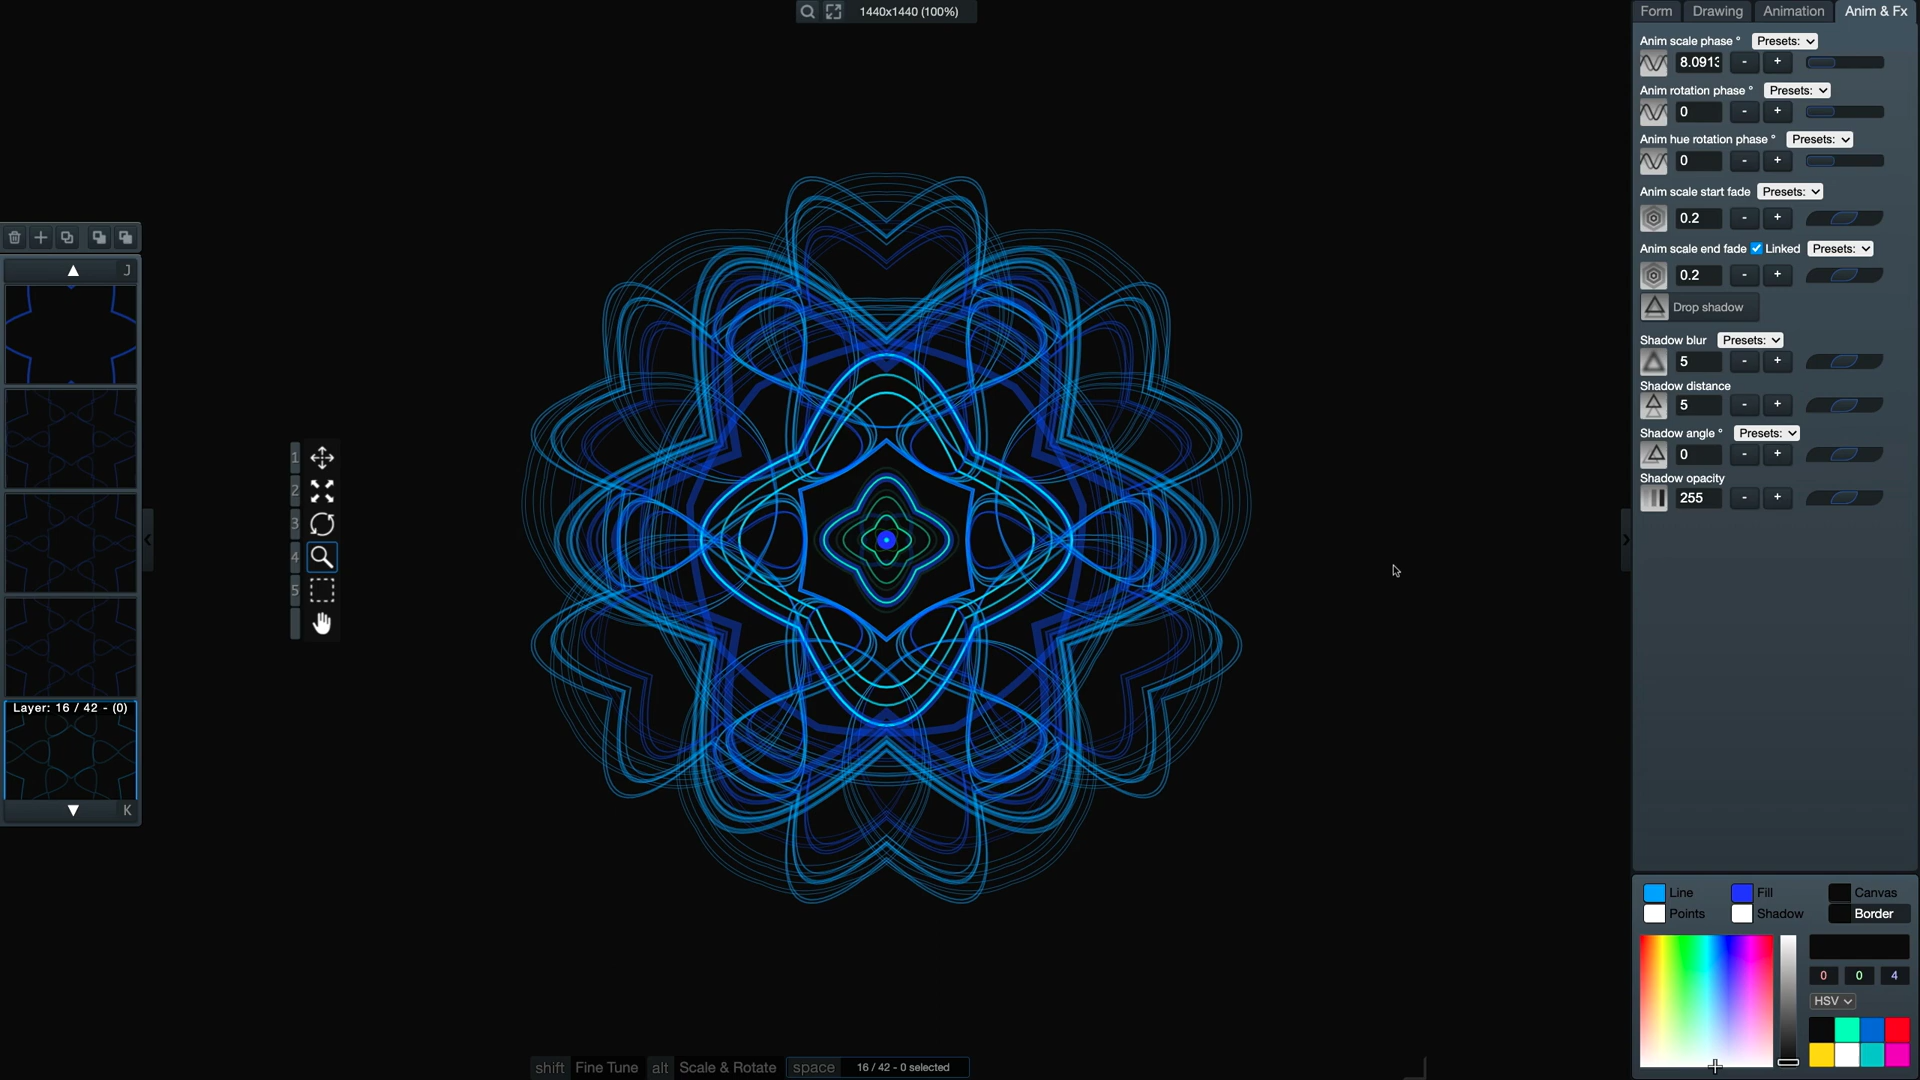 1440x1440 (100%)
Form Drawing Animation Anim & Fx
Anim scale phase ° Presets:
8.0913 - +
Anim rotation phase ° Presets:
0 - +
Anim hue rotation phase ° Presets:
0 - +
Anim scale start fade Presets:
0.2 - +
Anim scale end fade Linked Presets:
0.2 - +
Drop shadow
Shadow blur Presets:
5 - +
Shadow distance
5 - +
Shadow angle ° Presets:
0 - +
Shadow opacity
255 - +
J
Layer: 16 / 42 - (0)
K
1
2
3
4
5
Line Fill Canvas
Points Shadow Border
0 0 4
HSV
shift Fine Tune alt Scale & Rotate space 16 / 42 - 0 selected